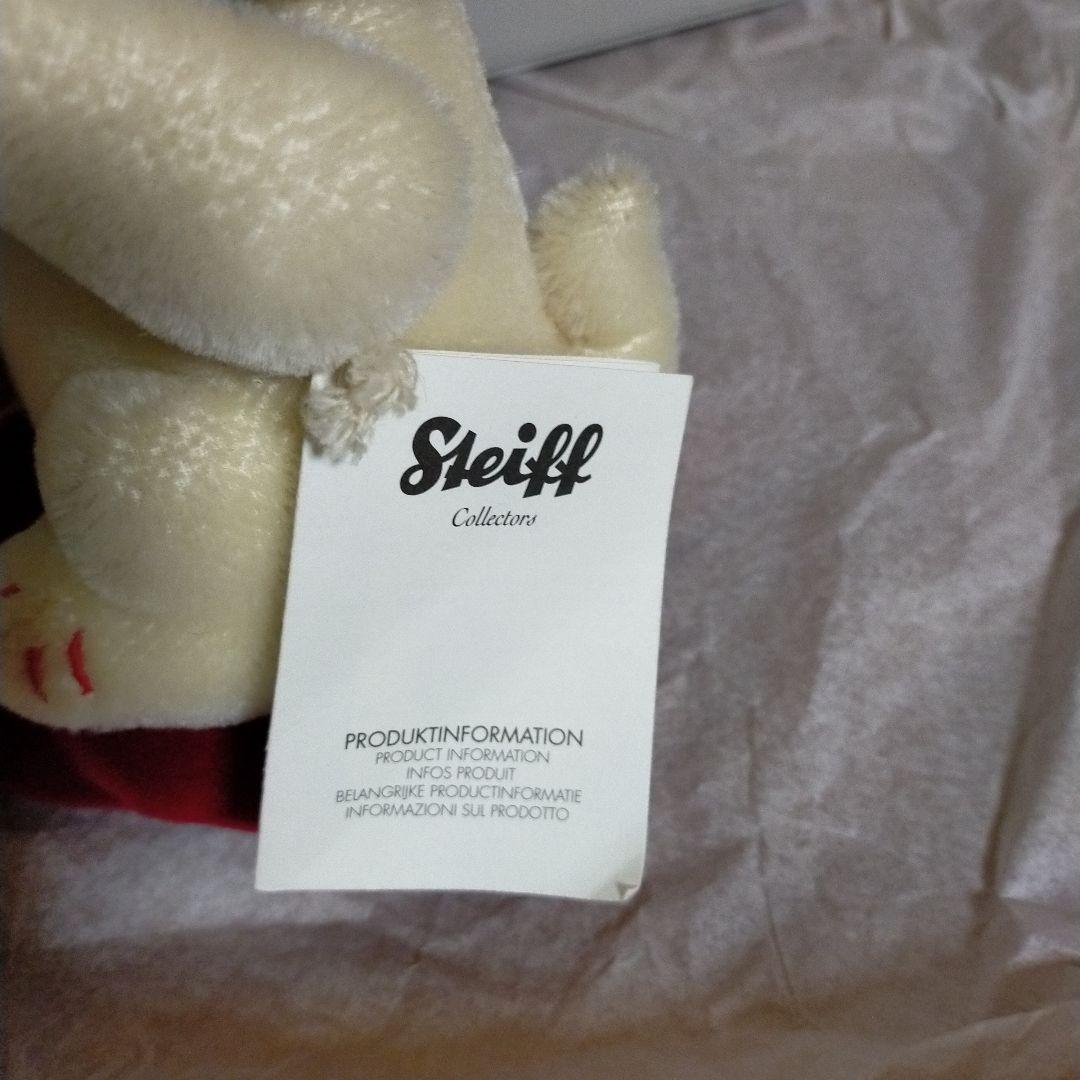 Steiff
Collectors
PRODUKTINFORMATION
PRODUCT INFORMATION
INFOS PRODUIT
BELANGRIJKE PRODUCTINFORMATIE
INFORMAZIONI SUL PRODOTTO